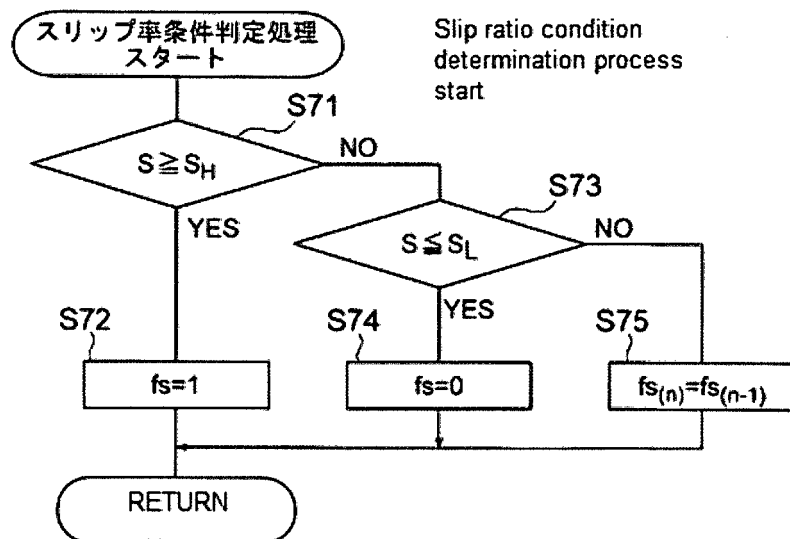 スリップ率条件判定処理
スタート
Slip ratio condition
determination process
start
S71
S≧S_H
NO
YES
S73
S≦S_L
NO
YES
S72
fs=1
S74
fs=0
S75
fs_(n)=fs_(n-1)
RETURN